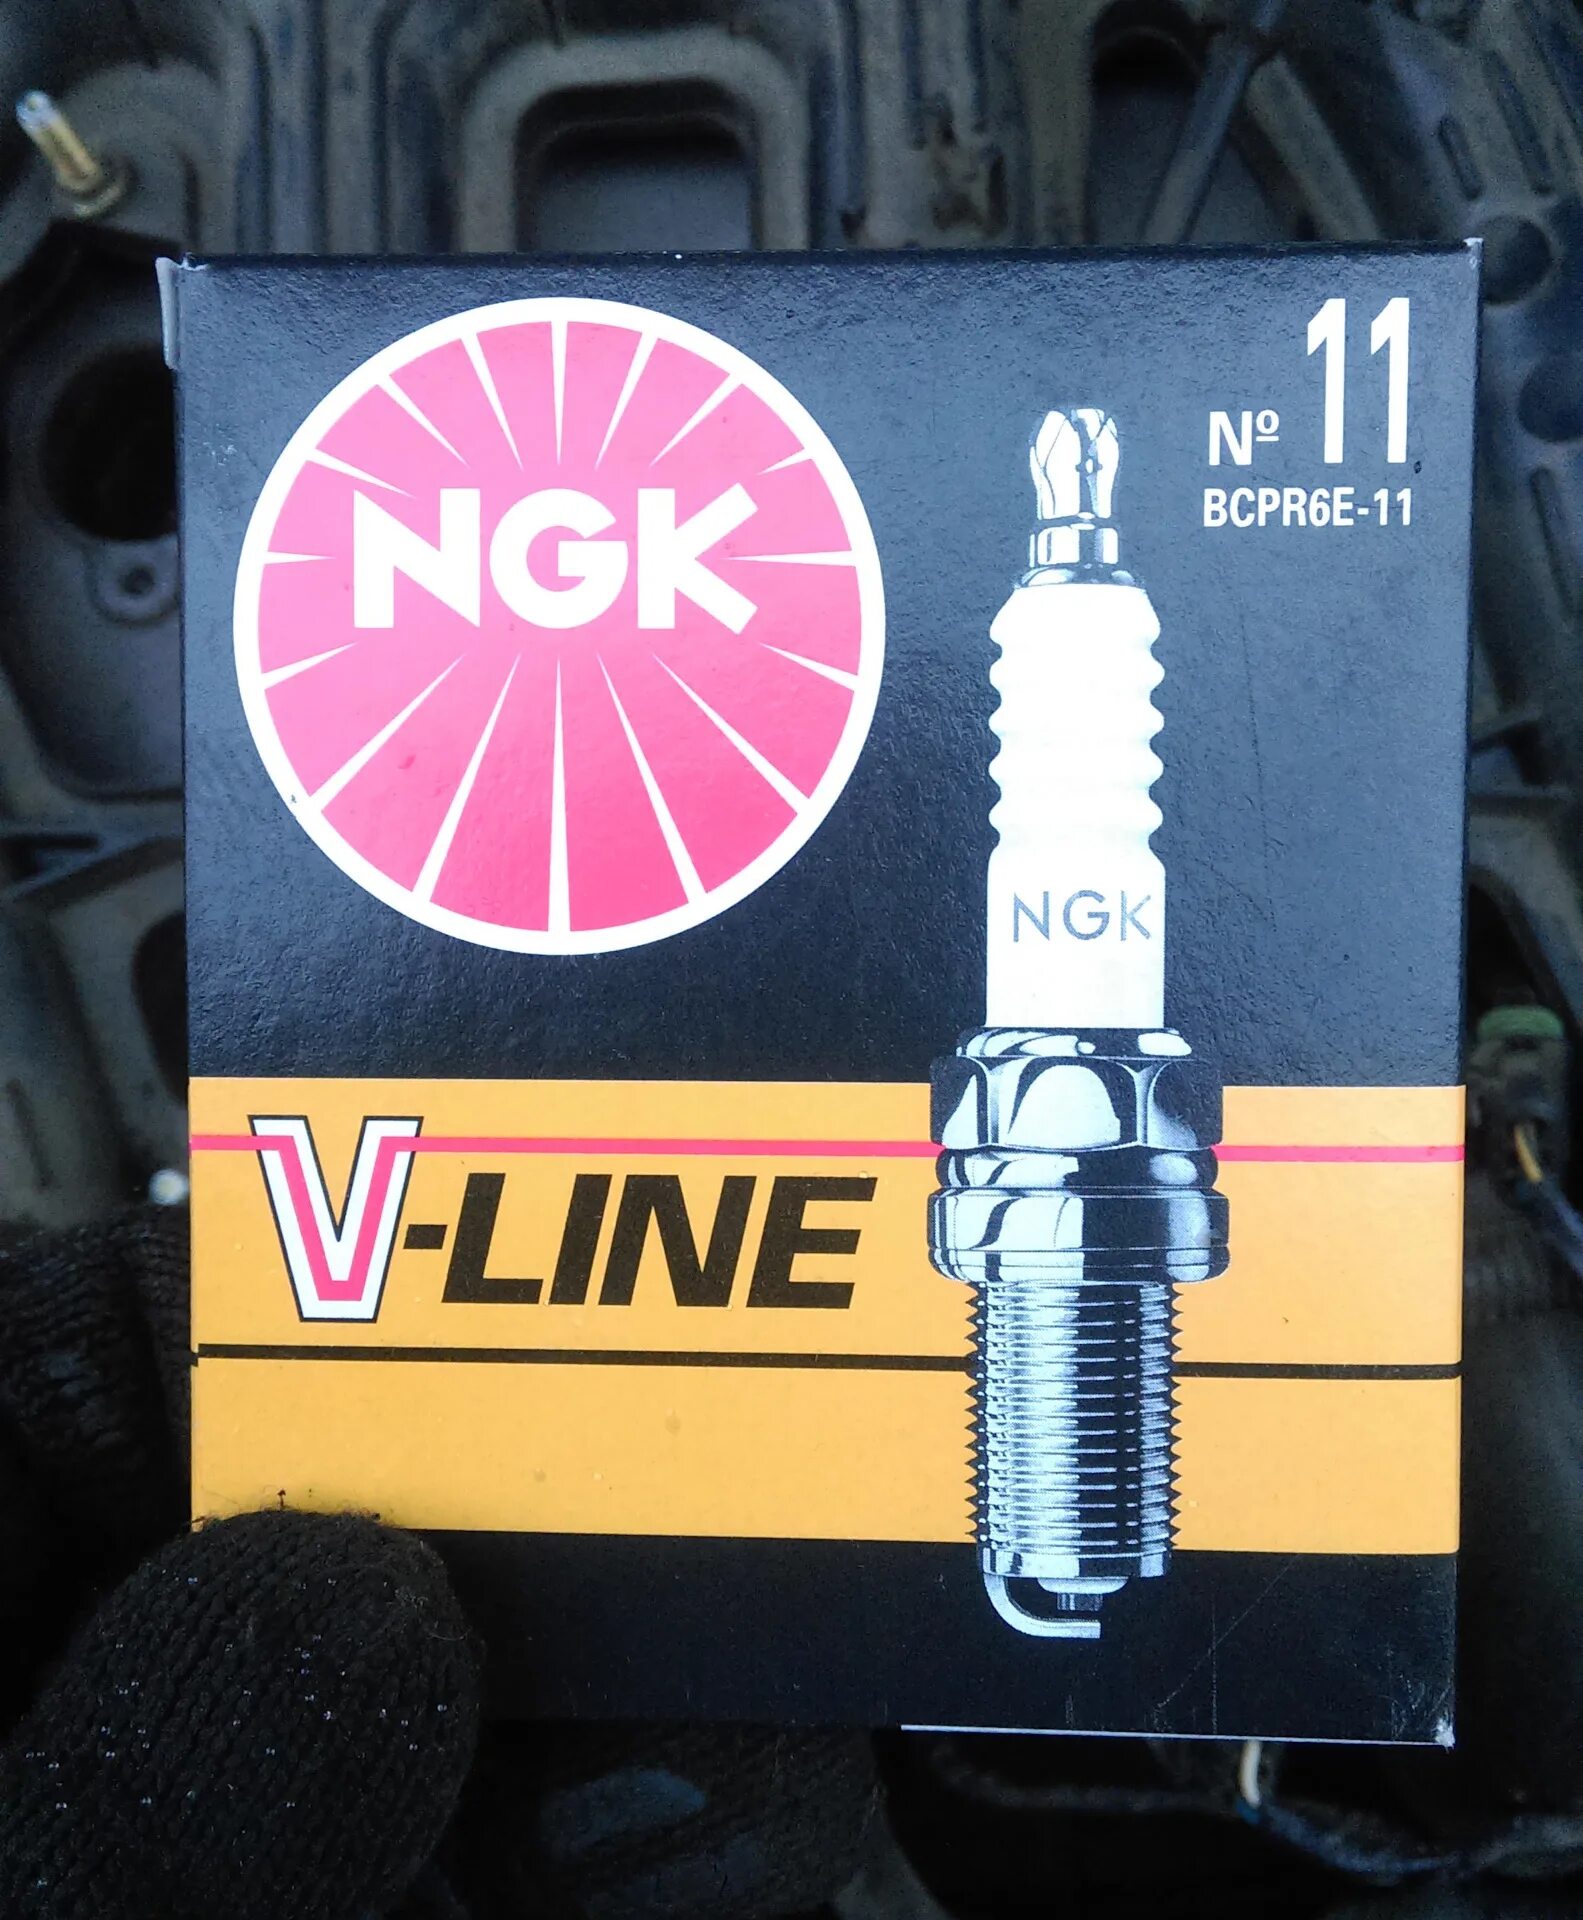 NGK
Nº 11
BCPR6E-11
NGK
V-LINE